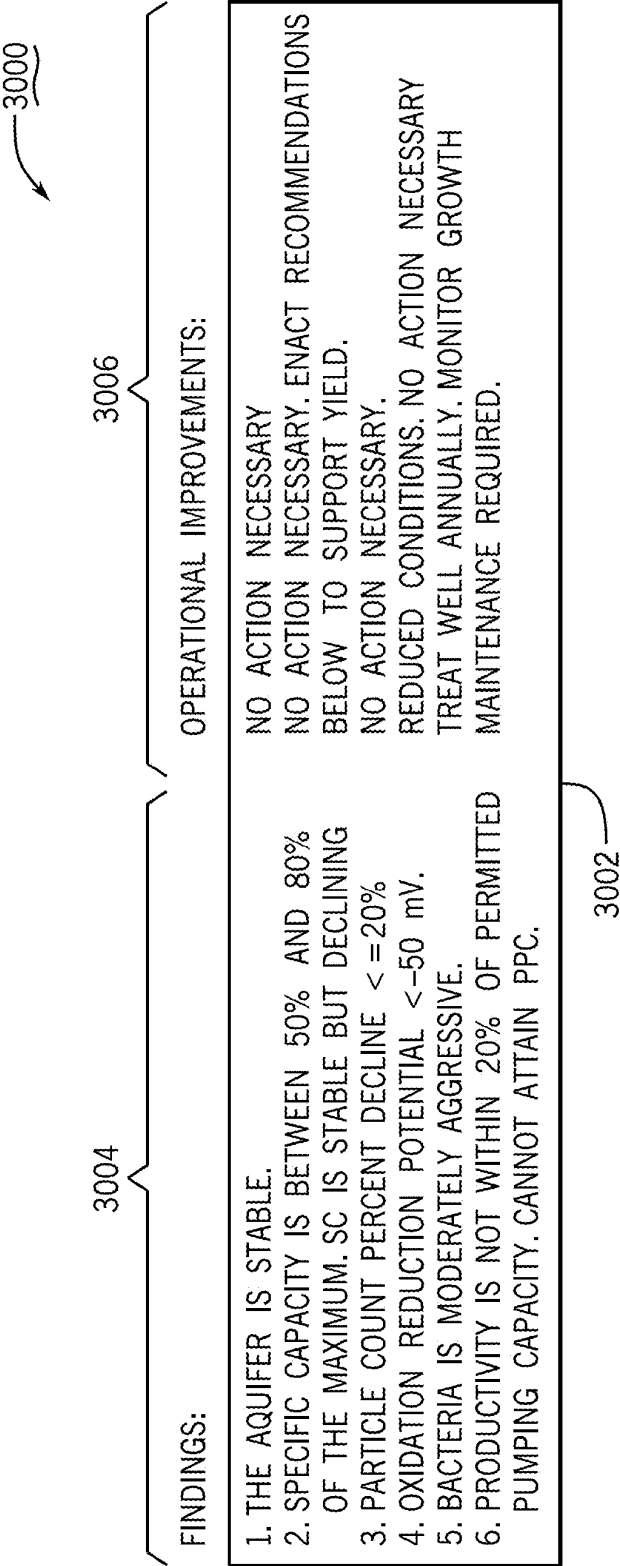 3000
3004
3006
FINDINGS:
OPERATIONAL IMPROVEMENTS:
1. THE AQUIFER IS STABLE.
NO ACTION NECESSARY
2. SPECIFIC CAPACITY IS BETWEEN 50% AND 80%
NO ACTION NECESSARY. ENACT RECOMMENDATIONS
OF THE MAXIMUM. SC IS STABLE BUT DECLINING
BELOW TO SUPPORT YIELD.
3. PARTICLE COUNT PERCENT DECLINE <=20%
NO ACTION NECESSARY.
4. OXIDATION REDUCTION POTENTIAL <-50 mV.
REDUCED CONDITIONS. NO ACTION NECESSARY
5. BACTERIA IS MODERATELY AGGRESSIVE.
TREAT WELL ANNUALLY. MONITOR GROWTH
6. PRODUCTIVITY IS NOT WITHIN 20% OF PERMITTED
MAINTENANCE REQUIRED.
PUMPING CAPACITY. CANNOT ATTAIN PPC.
3002